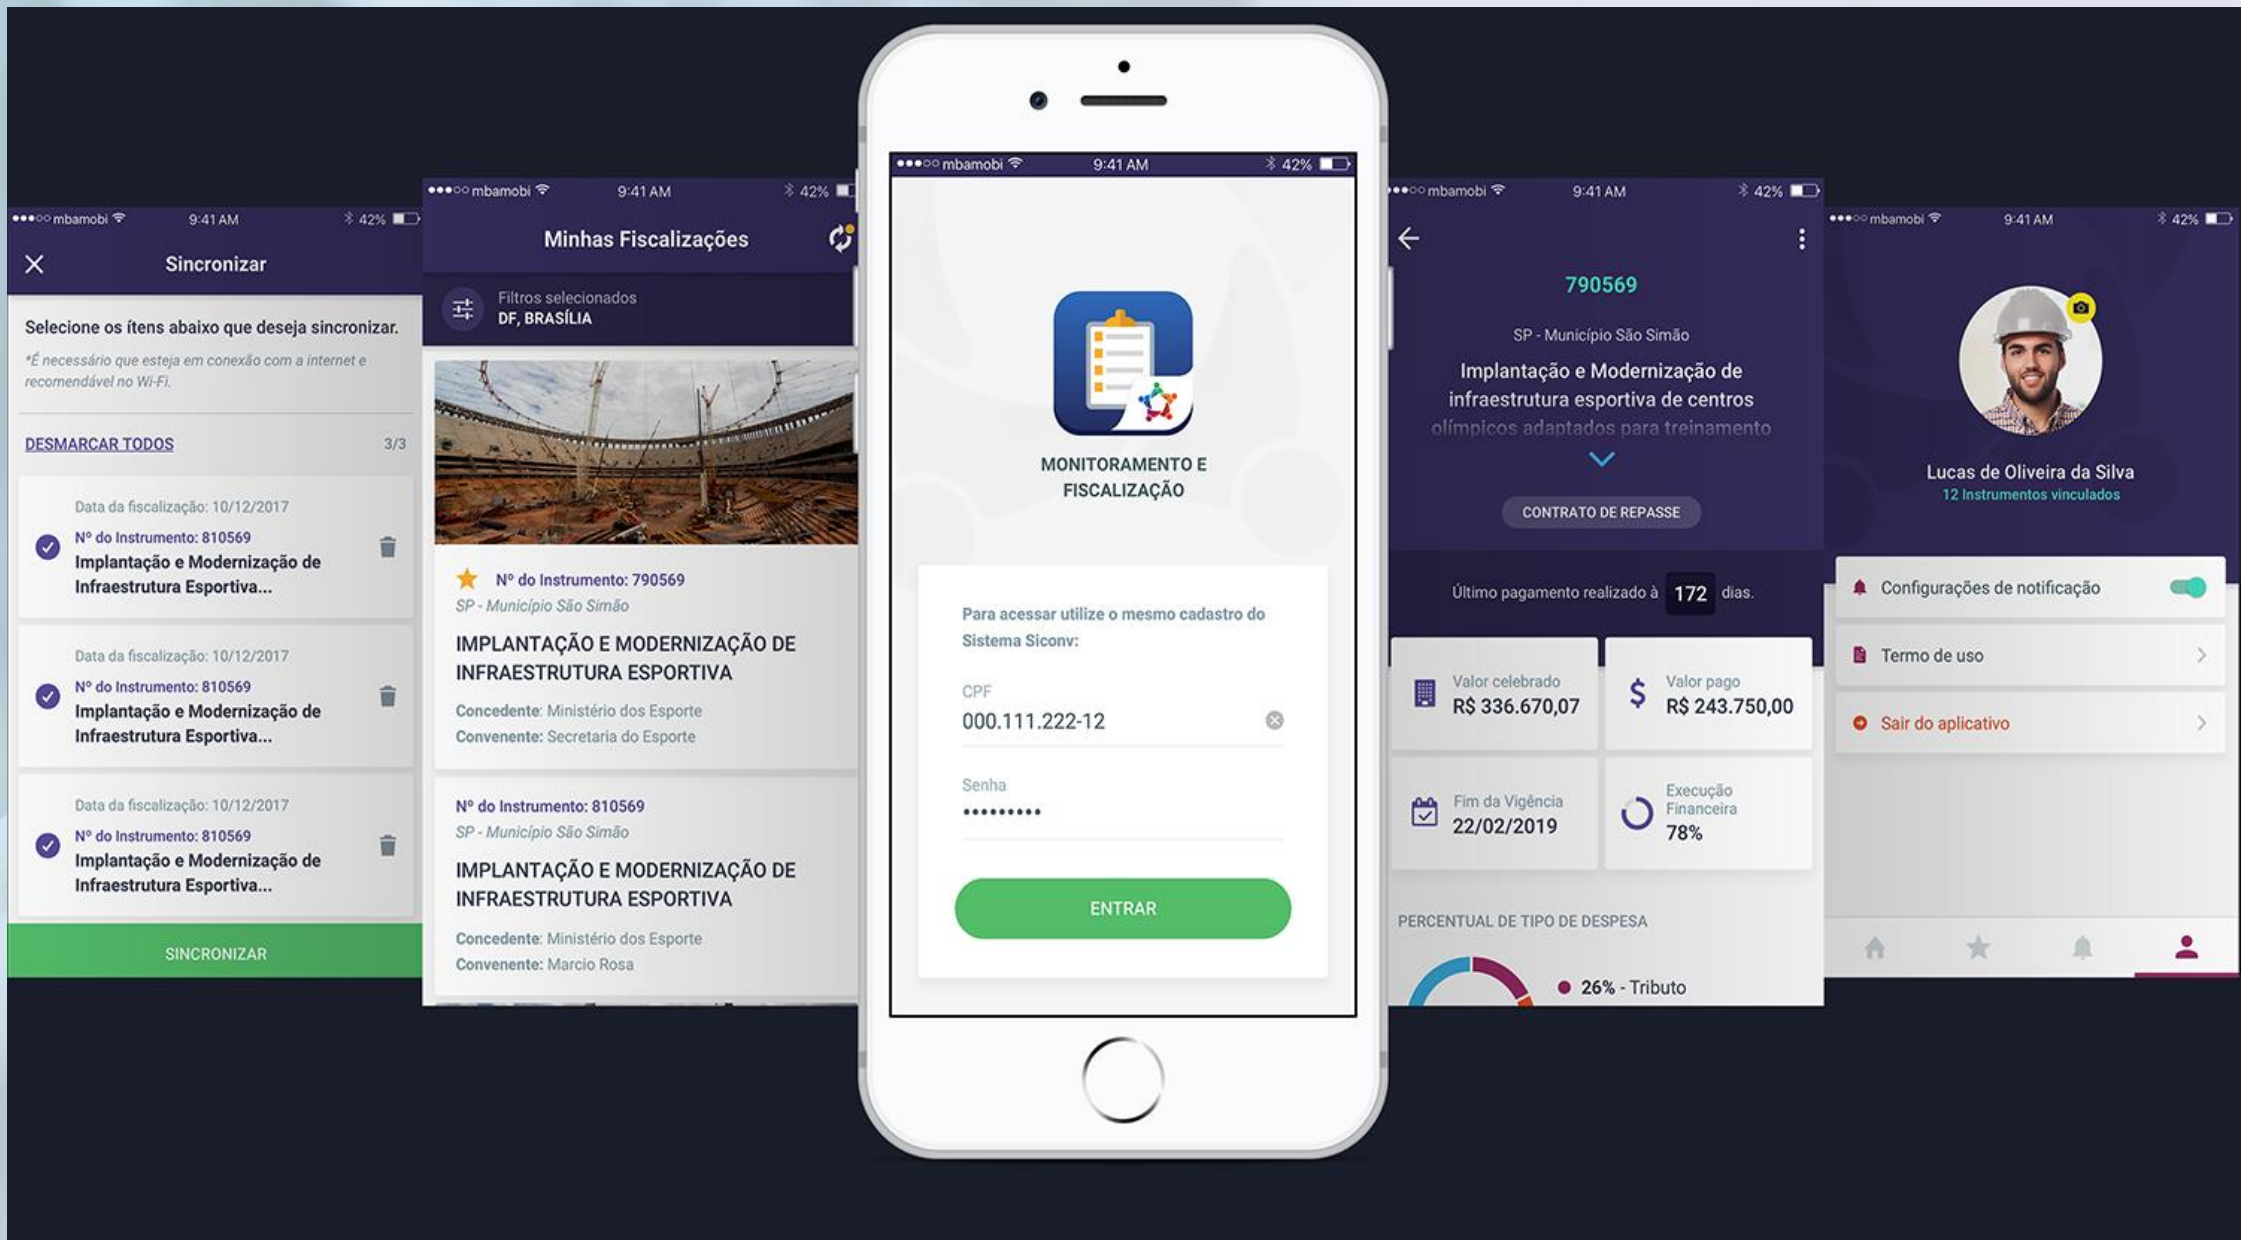 mbamobi
9:41 AM
42%
Sincronizar
Selecione os ítens abaixo que deseja sincronizar.
*É necessário que esteja em conexão com a internet e
recomendável no Wi-Fi.
DESMARCAR TODOS
3/3
Data da fiscalização: 10/12/2017
Nº do Instrumento: 810569
Implantação e Modernização de
Infraestrutura Esportiva...
Data da fiscalização: 10/12/2017
Nº do Instrumento: 810569
Implantação e Modernização de
Infraestrutura Esportiva...
Data da fiscalização: 10/12/2017
Nº do Instrumento: 810569
Implantação e Modernização de
Infraestrutura Esportiva...
SINCRONIZAR
mbamobi
9:41 AM
42%
Minhas Fiscalizações
Filtros selecionados
DF, BRASÍLIA
Nº do Instrumento: 790569
SP - Município São Simão
IMPLANTAÇÃO E MODERNIZAÇÃO DE
INFRAESTRUTURA ESPORTIVA
Concedente: Ministério dos Esporte
Convenente: Secretaria do Esporte
Nº do Instrumento: 810569
SP - Município São Simão
IMPLANTAÇÃO E MODERNIZAÇÃO DE
INFRAESTRUTURA ESPORTIVA
Concedente: Ministério dos Esporte
Convenente: Marcio Rosa
mbamobi
9:41 AM
42%
MONITORAMENTO E
FISCALIZAÇÃO
Para acessar utilize o mesmo cadastro do
Sistema Siconv:
CPF
000.111.222-12
Senha
•••••••••
ENTRAR
mbamobi
9:41 AM
42%
790569
SP - Município São Simão
Implantação e Modernização de
infraestrutura esportiva de centros
olímpicos adaptados para treinamento
CONTRATO DE REPASSE
Último pagamento realizado à 172 dias.
Valor celebrado
R$ 336.670,07
Valor pago
R$ 243.750,00
Fim da Vigência
22/02/2019
Execução
Financeira
78%
PERCENTUAL DE TIPO DE DESPESA
26% - Tributo
mbamobi
9:41 AM
42%
Lucas de Oliveira da Silva
12 Instrumentos vinculados
Configurações de notificação
Termo de uso
Sair do aplicativo